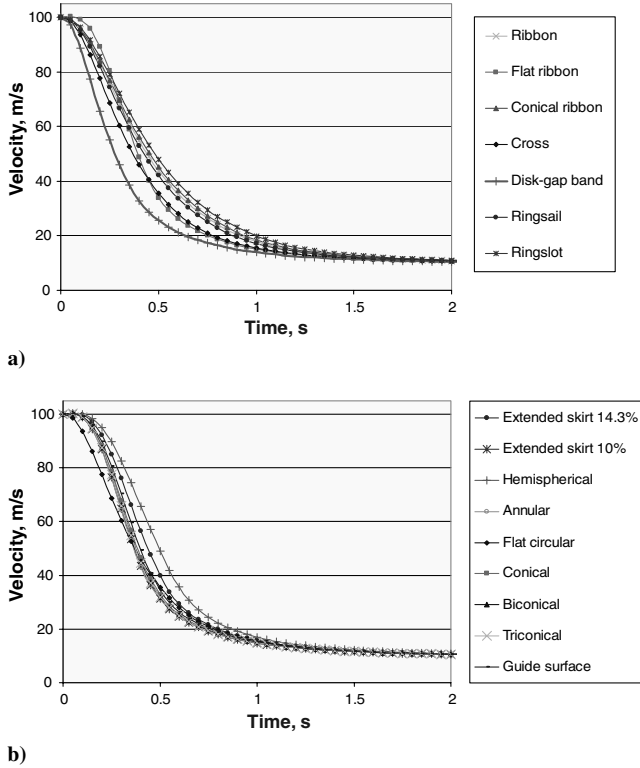 120
100
80
60
40
20
0
Velocity, m/s
0
0.5
1
1.5
2
Time, s
Ribbon
Flat ribbon
Conical ribbon
Cross
Disk-gap band
Ringsail
Ringslot
a)
100
80
60
40
20
0
Velocity, m/s
0
0.5
1
1.5
2
Time, s
Extended skirt 14.3%
Extended skirt 10%
Hemispherical
Annular
Flat circular
Conical
Biconical
Triconical
Guide surface
b)